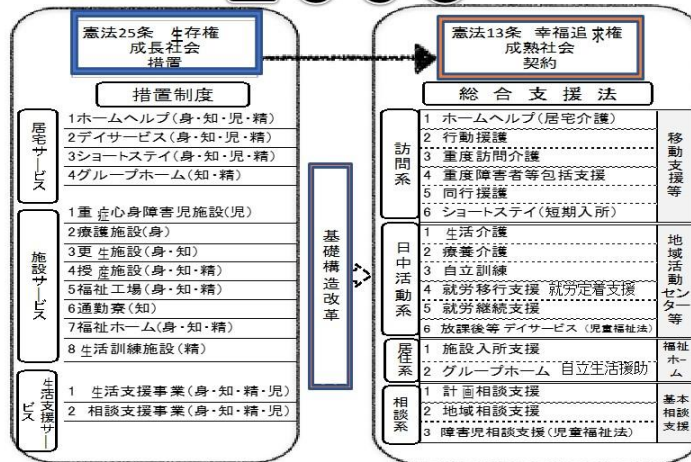 憲法25条 生存権
成長社会
措置
措置制度
居宅サービス
1ホームヘルプ(身・知・児・精)
2デイサービス(身・知・児・精)
3ショートステイ(身・知・児・精)
4グループホーム(知・精)
施設サービス
1重症心身障害児施設(児)
2療護施設(身)
3更生施設(身・知)
4授産施設(身・知・精)
5福祉工場(身・知・精)
6通勤寮(知)
7福祉ホーム(身・知・精)
8生活訓練施設(精)
生活支援サービス
1 生活支援事業(身・知・精・児)
2 相談支援事業(身・知・精・児)
基礎構造改革
憲法13条 幸福追求権
成熟社会
契約
総合支援法
訪問系
1 ホームヘルプ(居宅介護)
2 行動援護
3 重度訪問介護
4 重度障害者等包括支援
5 同行援護
6 ショートステイ(短期入所)
移動支援等
日中活動系
1 生活介護
2 療養介護
3 自立訓練
4 就労移行支援 就労定着支援
5 就労継続支援
6 放課後等デイサービス(児童福祉法)
地域活動センター等
居住系
1 施設入所支援
2 グループホーム 自立生活援助
福祉ホーム
相談系
1 計画相談支援
2 地域相談支援
3 障害児相談支援(児童福祉法)
基本相談支援